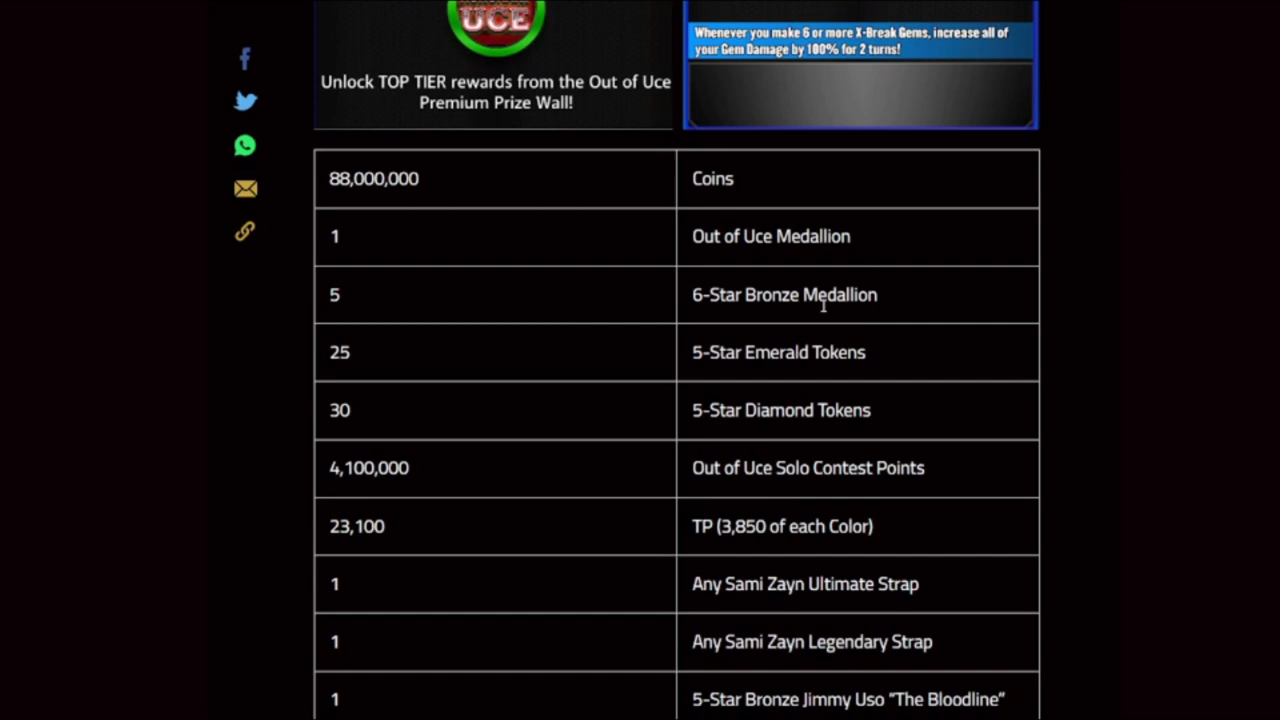 UCE
Unlock TOP TIER rewards from the Out of Uce
Premium Prize Wall!
Whenever you make 6 or more X-Break Gems, increase all of
your Gem Damage by 100% for 2 turns!
88,000,000 Coins
1 Out of Uce Medallion
5 6-Star Bronze Medallion
25 5-Star Emerald Tokens
30 5-Star Diamond Tokens
4,100,000 Out of Uce Solo Contest Points
23,100 TP (3,850 of each Color)
1 Any Sami Zayn Ultimate Strap
1 Any Sami Zayn Legendary Strap
1 5-Star Bronze Jimmy Uso “The Bloodline”